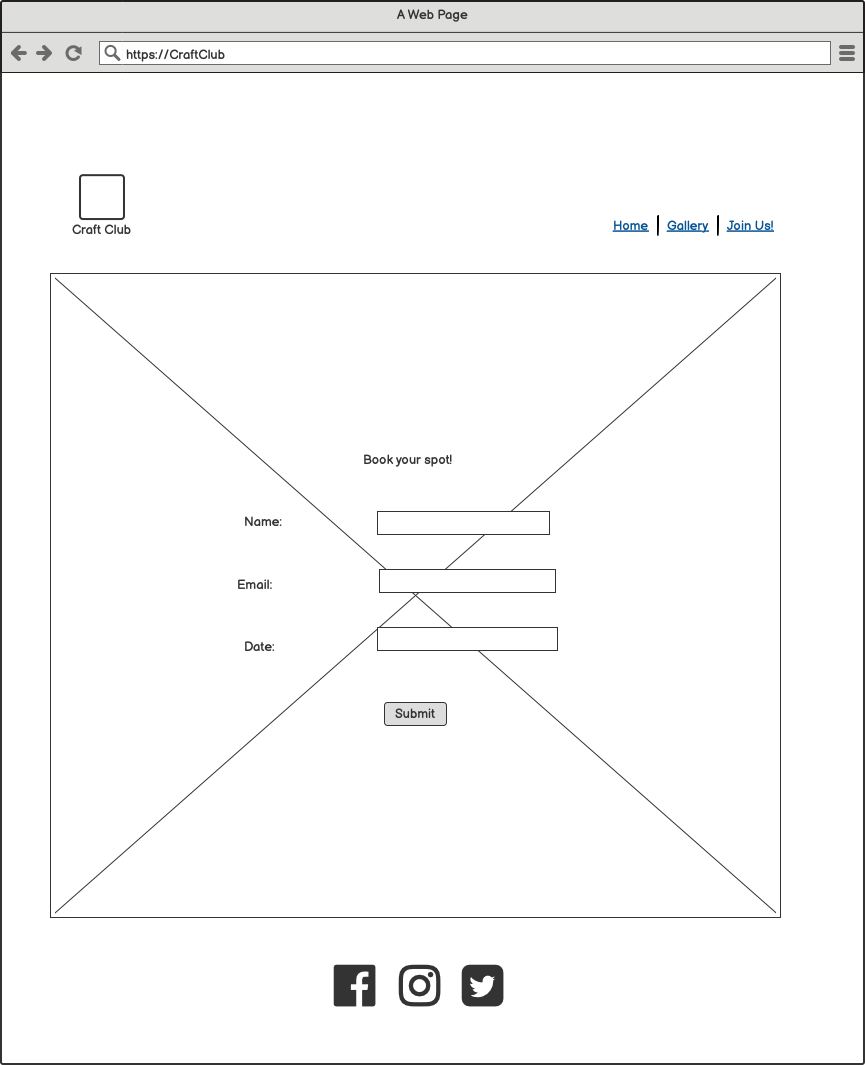 A Web Page
https://CraftClub
Craft Club
Home
Gallery
Join Us!
Book your spot!
Name:
Email:
Date:
Submit